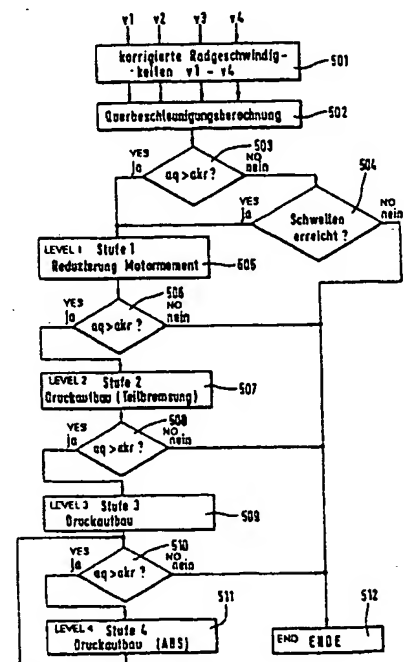 v1 v2 v3 v4
korrigierte Radgeschwindig-
keiten v1 - v4
501
Querbeschleunigungsberechnung
502
503
YES
ja
aq>akr ?
NO
nein
504
YES
ja
Schwellen
erreicht ?
NO
nein
LEVEL 1 Stufe 1
Reduzierung Motormoment
505
506
YES
ja
aq>akr ?
NO
nein
LEVEL 2 Stufe 2
Druckaufbau (Teilbremsung)
507
508
YES
ja
aq>akr ?
NO
nein
LEVEL 3 Stufe 3
Druckaufbau
509
510
YES
ja
aq>akr ?
NO
nein
511
LEVEL 4 Stufe 4
Druckaufbau (ABS)
512
END ENDE